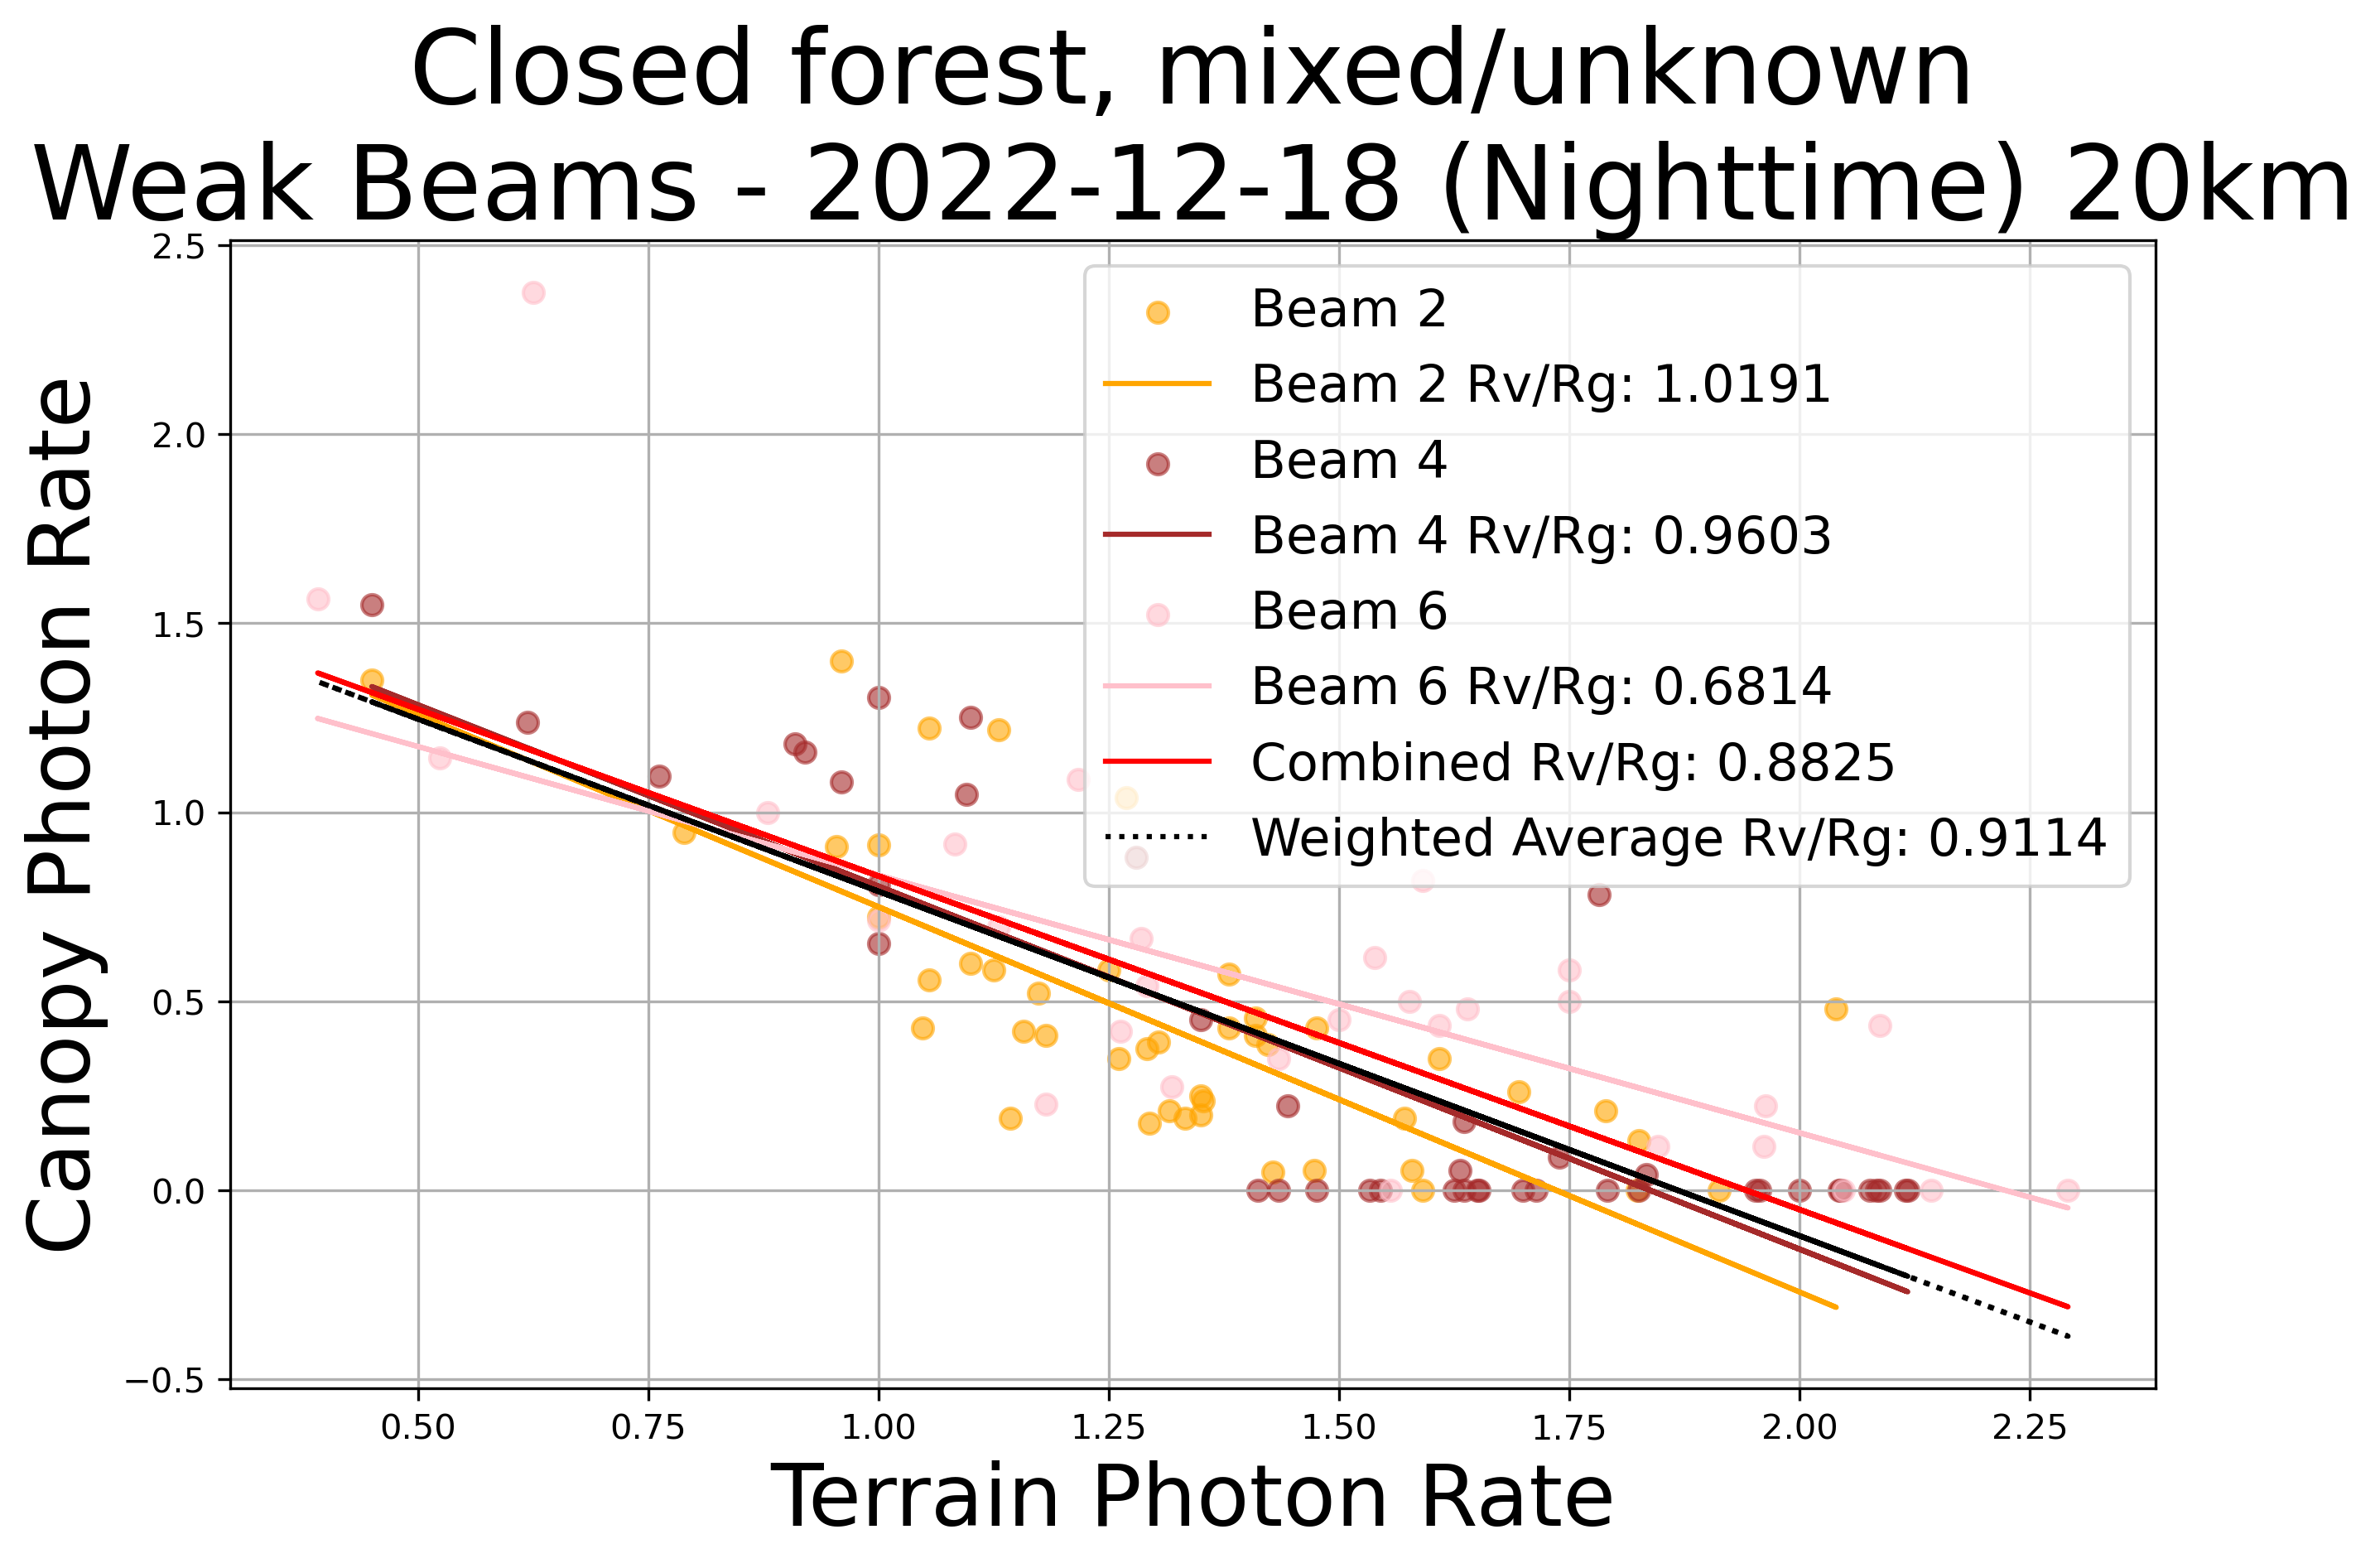 Closed forest, mixed/unknown
Weak Beams - 2022-12-18 (Nighttime) 20km
2.5
2.0
1.5
1.0
0.5
0.0
−0.5
Canopy Photon Rate
Beam 2
Beam 2 Rv/Rg: 1.0191
Beam 4
Beam 4 Rv/Rg: 0.9603
Beam 6
Beam 6 Rv/Rg: 0.6814
Combined Rv/Rg: 0.8825
Weighted Average Rv/Rg: 0.9114
0.50 0.75 1.00 1.25 1.50 1.75 2.00 2.25
Terrain Photon Rate